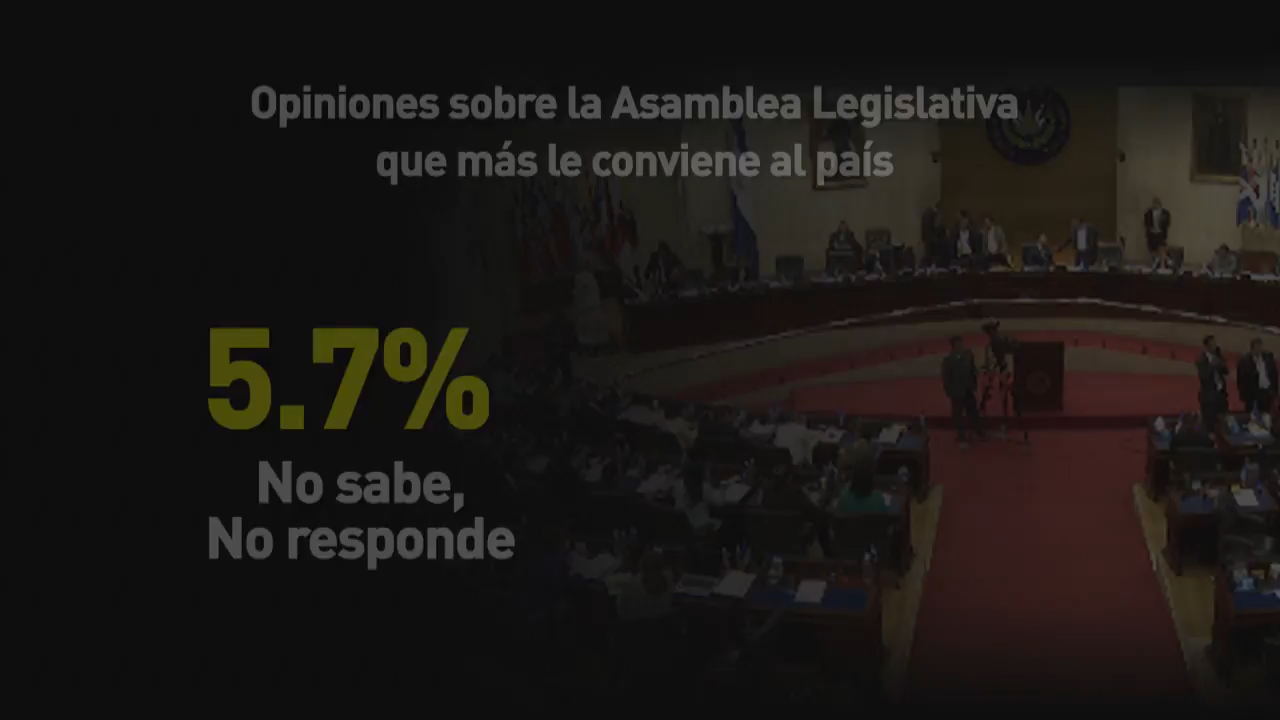 Opiniones sobre la Asamblea Legislativa
que más le conviene al país
5.7%
No sabe,
No responde